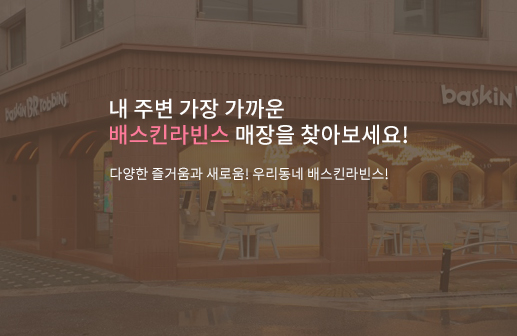 내 주변 가장 가까운
배스킨라빈스 매장을 찾아보세요!
다양한 즐거움과 새로움! 우리동네 배스킨라빈스!
baskin BR robbins
baskin